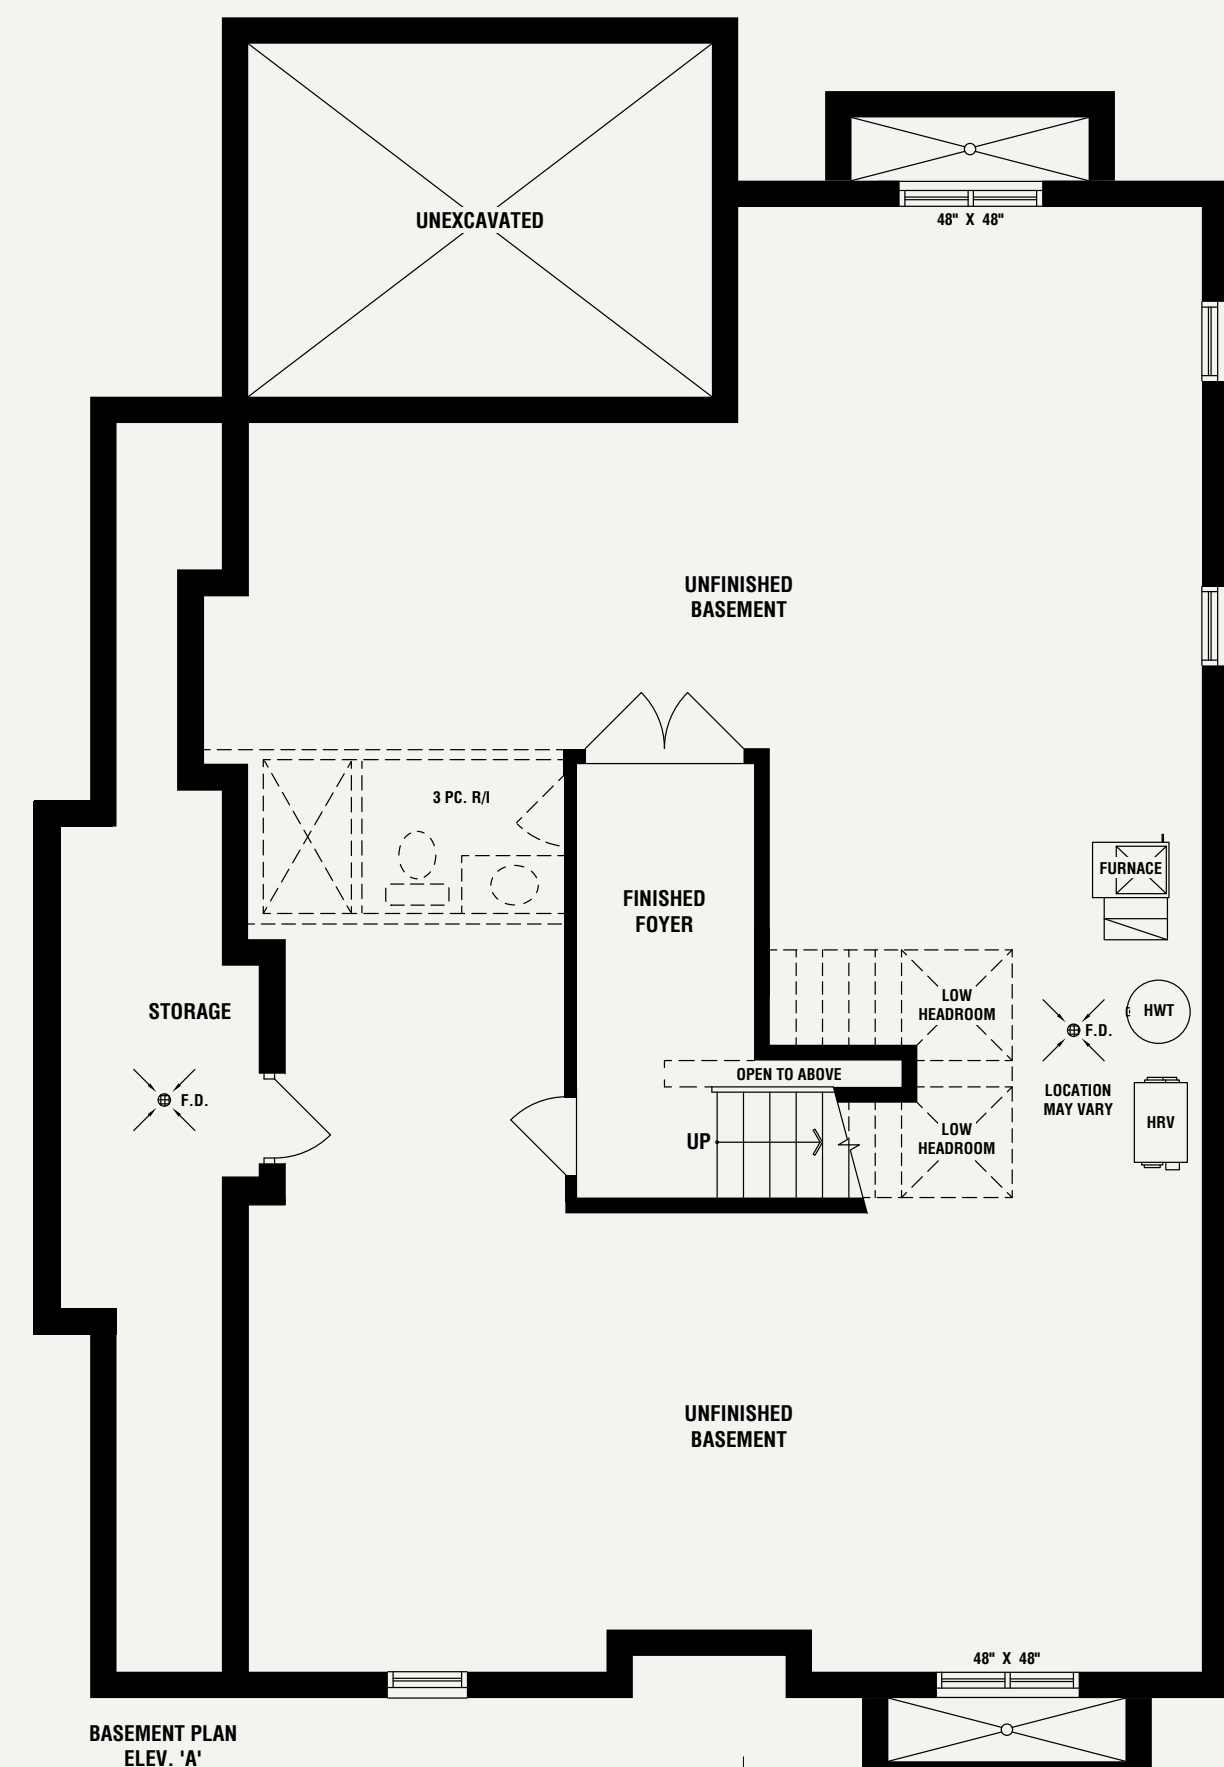 UNEXCAVATED
48" X 48"
UNFINISHED
BASEMENT
3 PC. R/I
FURNACE
FINISHED
FOYER
LOW
HEADROOM
STORAGE
HWT
F.D.
OPEN TO ABOVE
LOCATION
MAY VARY
F.D.
HRV
UP
LOW
HEADROOM
UNFINISHED
BASEMENT
48" X 48"
BASEMENT PLAN
ELEV. 'A'